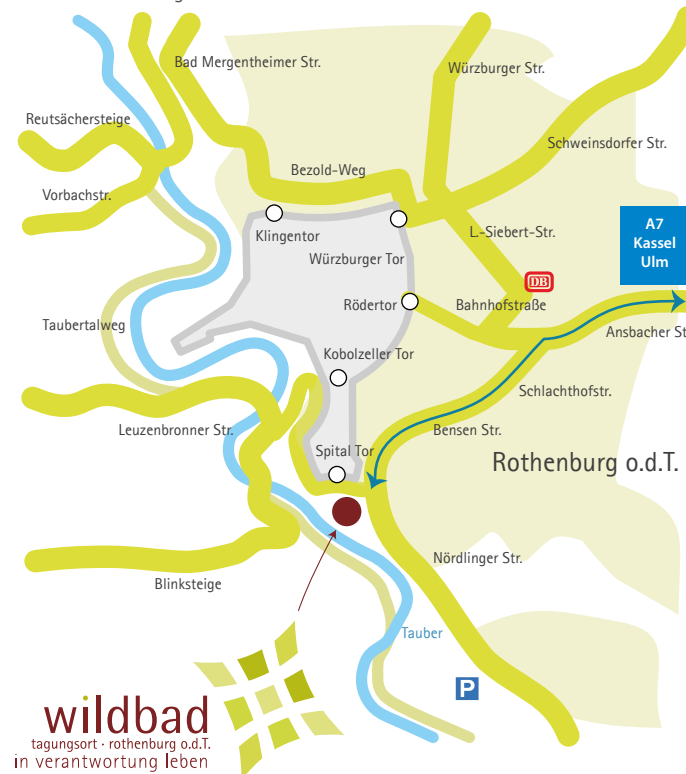 Bad Mergentheimer Str.
Würzburger Str.
Reutsächersteige
Schweinsdorfer Str.
Bezold-Weg
Vorbachstr.
A7
Kassel
Ulm
Klingentor
L.-Siebert-Str.
Würzburger Tor
DB
Rödertor
Bahnhofstraße
Taubertalweg
Ansbacher St
Kobolzeller Tor
Schlachthofstr.
Leuzenbronner Str.
Bensen Str.
Spital Tor
Rothenburg o.d.T.
Nördlinger Str.
Blinksteige
Tauber
P
wildbad
tagungsort · rothenburg o.d.T.
in verantwortung leben